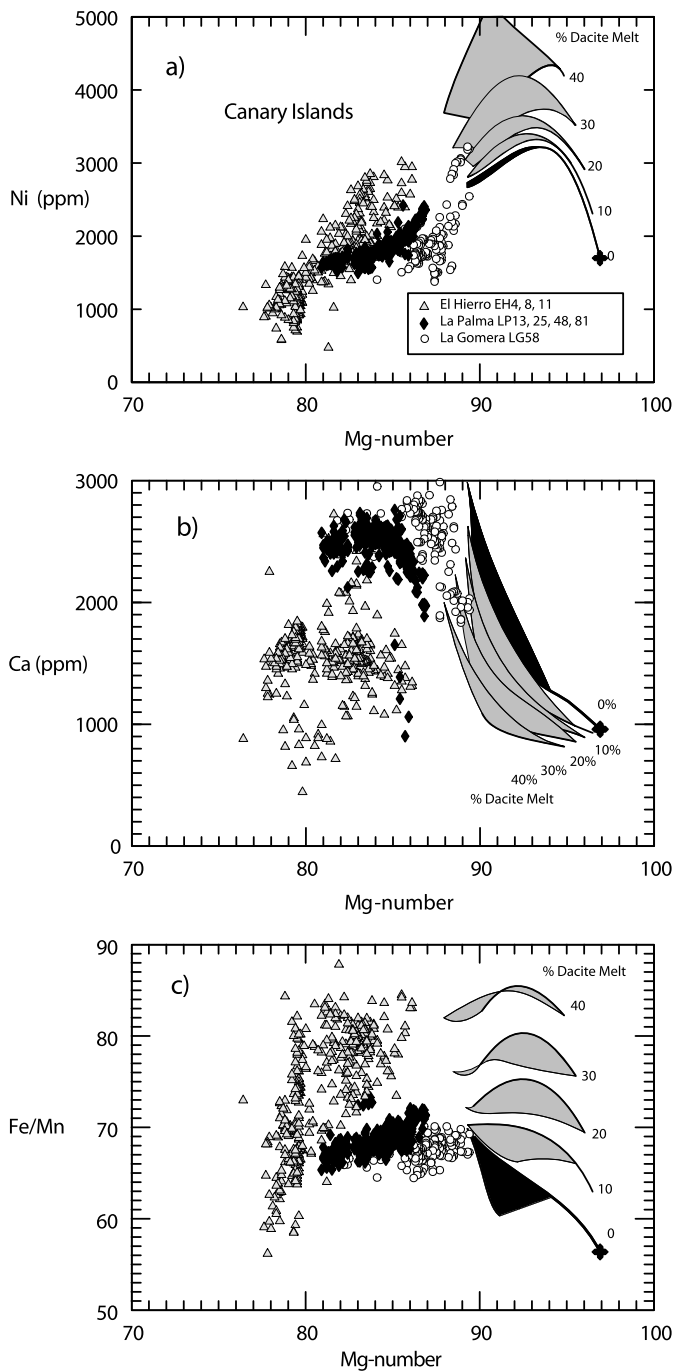 5000
a)
% Dacite Melt
40
4000
Canary Islands
30
3000
20
Ni (ppm)
10
2000
0
El Hierro EH4, 8, 11
1000
La Palma LP13, 25, 48, 81
La Gomera LG58
0
70
80
90
100
Mg-number
3000
b)
2000
Ca (ppm)
0%
1000
10%
20%
30%
40%
% Dacite Melt
0
70
80
90
100
Mg-number
90
c)
% Dacite Melt
40
80
30
Fe/Mn
70
20
10
60
0
50
70
80
90
100
Mg-number